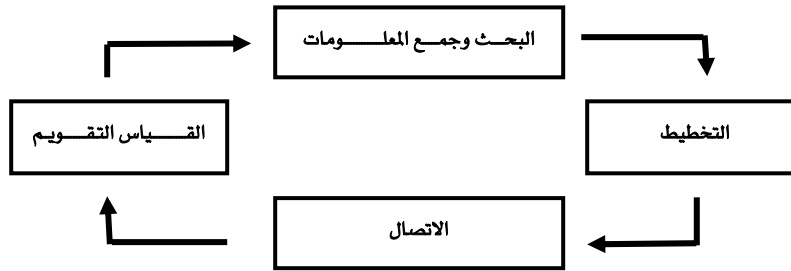 البحث وجمع المعلومات
التخطيط
القياس التقويم
الاتصال